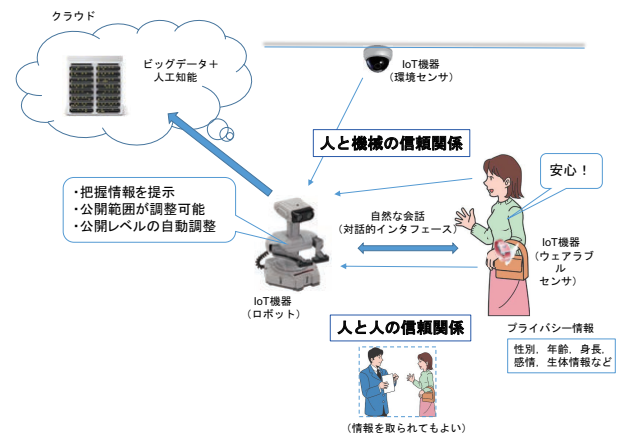 クラウド
ビッグデータ＋
人工知能
IoT機器
（環境センサ）
人と機械の信頼関係
安心！
・把握情報を提示
・公開範囲が調整可能
・公開レベルの自動調整
自然な会話
（対話的インタフェース）
IoT機器
（ウェアラブ
ル
センサ）
IoT機器
（ロボット）
人と人の信頼関係
プライバシー情報
性別，年齢，身長，
感情，生体情報など
（情報を取られてもよい）